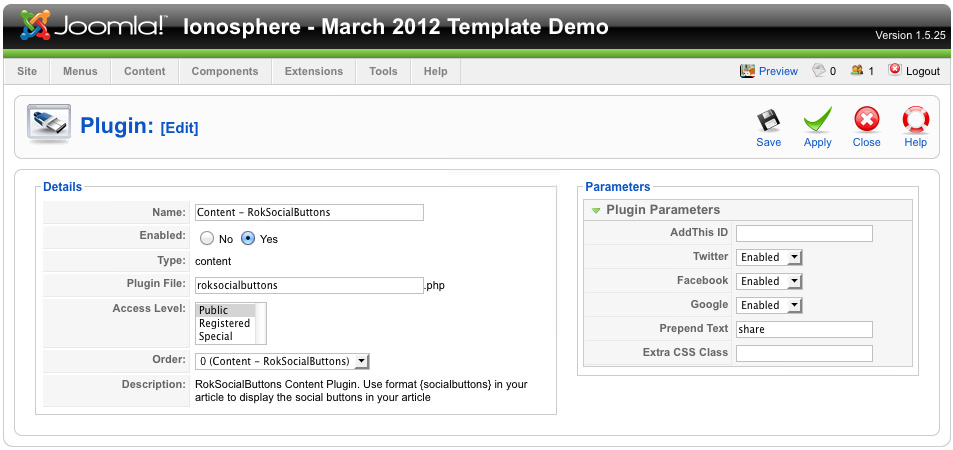 Joomla! Ionosphere - March 2012 Template Demo
Version 1.5.25
Site Menus Content Components Extensions Tools Help Preview 0 1 Logout
Plugin: [Edit]
Save Apply Close Help
Details
Name: Content - RokSocialButtons
Enabled: No Yes
Type: content
Plugin File: roksocialbuttons .php
Access Level: Public
Registered
Special
Order: 0 (Content - RokSocialButtons)
Description: RokSocialButtons Content Plugin. Use format {socialbuttons} in your
article to display the social buttons in your article
Parameters
Plugin Parameters
AddThis ID
Twitter Enabled
Facebook Enabled
Google Enabled
Prepend Text share
Extra CSS Class